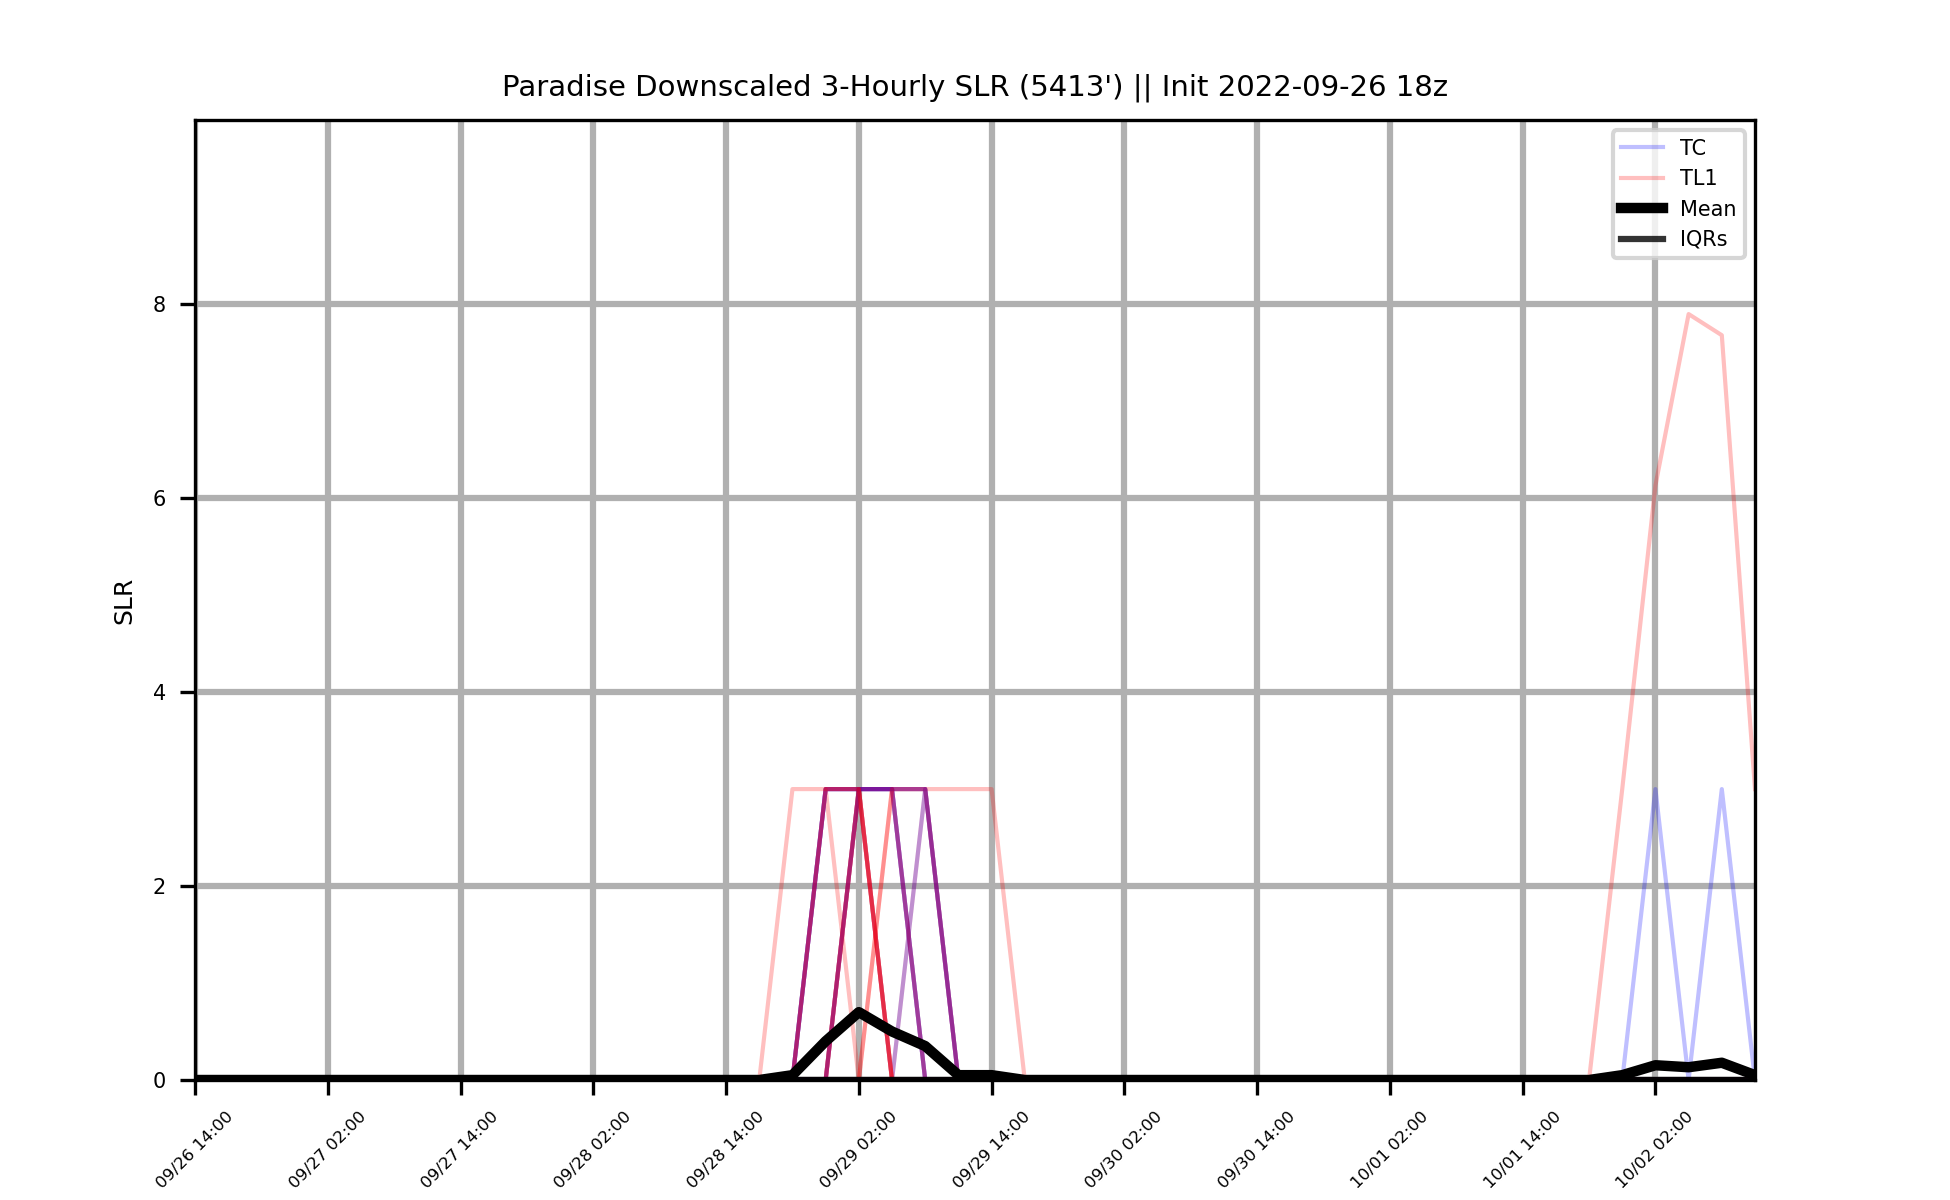 Paradise Downscaled 3-Hourly SLR (5413') || Init 2022-09-26 18z
TC
TL1
Mean
IQRs
SLR
8
6
4
2
0
09/26 14:00
09/27 02:00
09/27 14:00
09/28 02:00
09/28 14:00
09/29 02:00
09/29 14:00
09/30 02:00
09/30 14:00
10/01 02:00
10/01 14:00
10/02 02:00